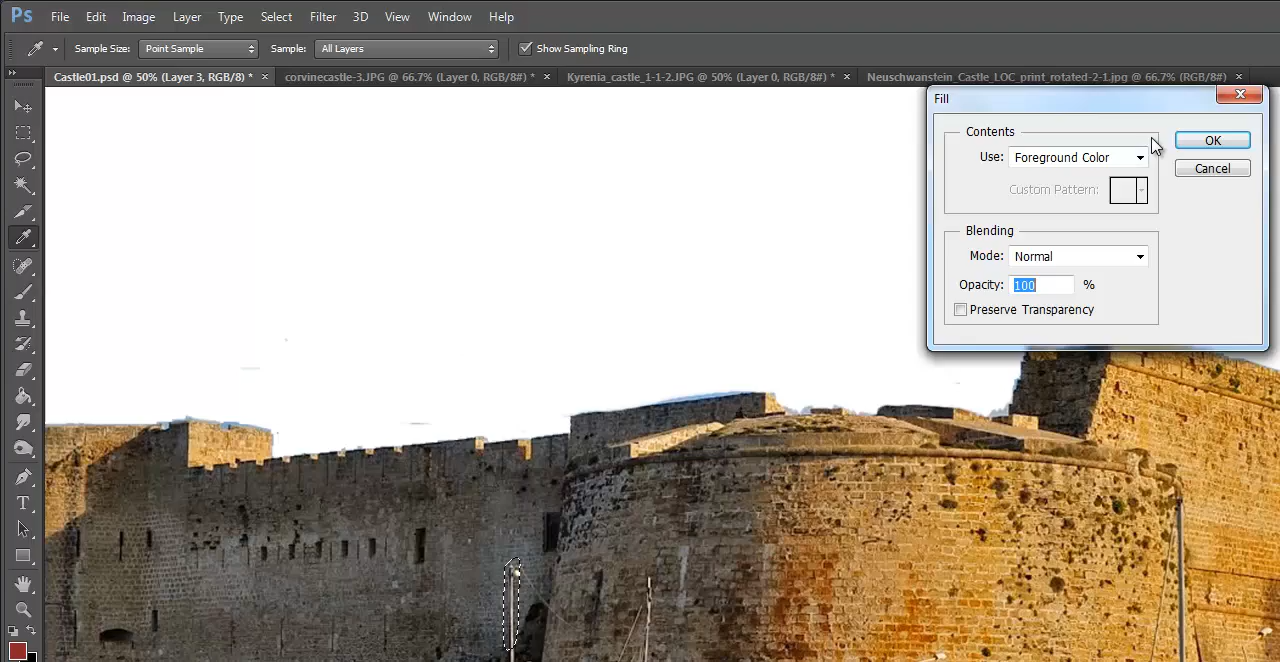 Ps File Edit Image Layer Type Select Filter 3D View Window Help
Sample Size: Point Sample Sample: All Layers Show Sampling Ring
Castle01.psd @ 50% (Layer 3, RGB/8) * × corvinecastle-3.JPG @ 66.7% (Layer 0, RGB/8#) * × Kyrenia_castle_1-1-2.JPG @ 50% (Layer 0, RGB/8#) * × Neuschwanstein_Castle_LOC_print_rotated-2-1.jpg @ 66.7% (RGB/8#) ×
Fill
Contents
OK
Use: Foreground Color
Cancel
Custom Pattern:
Blending
Mode: Normal
Opacity: 100 %
Preserve Transparency
T